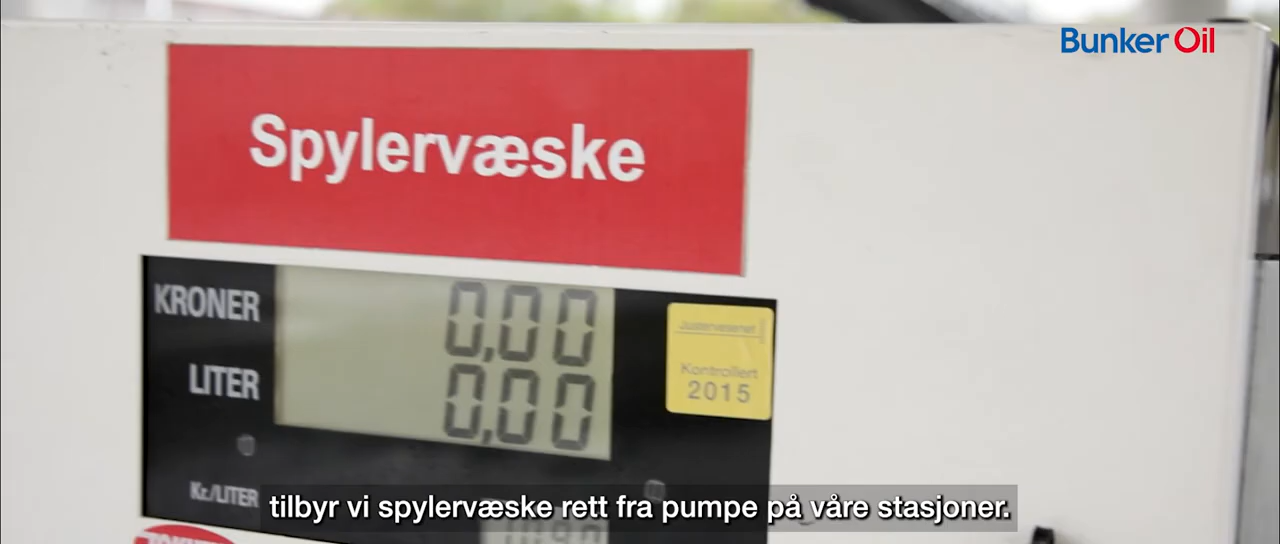 Bunker Oil
Spylervæske
KRONER 0,00
LITER 0,00
Justervesenet
Kontrollert
2015
Kr./LITER
tilbyr vi spylervæske rett fra pumpe på våre stasjoner.